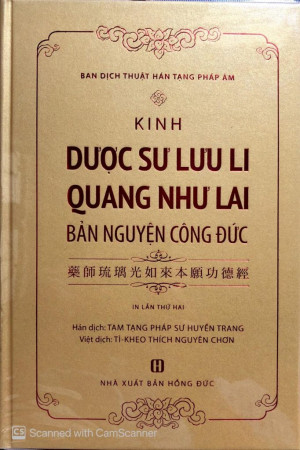 BAN DỊCH THUẬT HÁN TẠNG PHÁP ÂM
KINH
DƯỢC SƯ LƯU LI
QUANG NHƯ LAI
BẢN NGUYỆN CÔNG ĐỨC
藥師琉璃光如來本願功德經
IN LẦN THỨ HAI
Hán dịch: TAM TẠNG PHÁP SƯ HUYỀN TRANG
Việt dịch: TÌ-KHEO THÍCH NGUYÊN CHƠN
H
NHÀ XUẤT BẢN HỒNG ĐỨC
CS Scanned with CamScanner